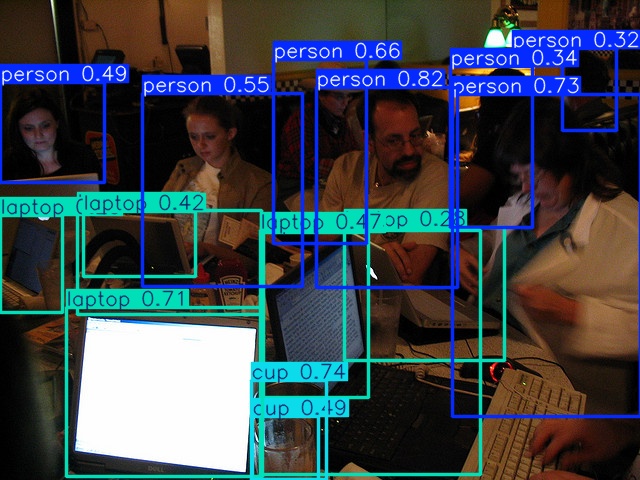 person 0.32
person 0.66
person 0.34
person 0.49
person 0.55
person 0.82
person 0.73
laptop
laptop 0.42
laptop 0.47
0.28
laptop 0.71
HEINZ
cup 0.74
cup 0.49
DELL